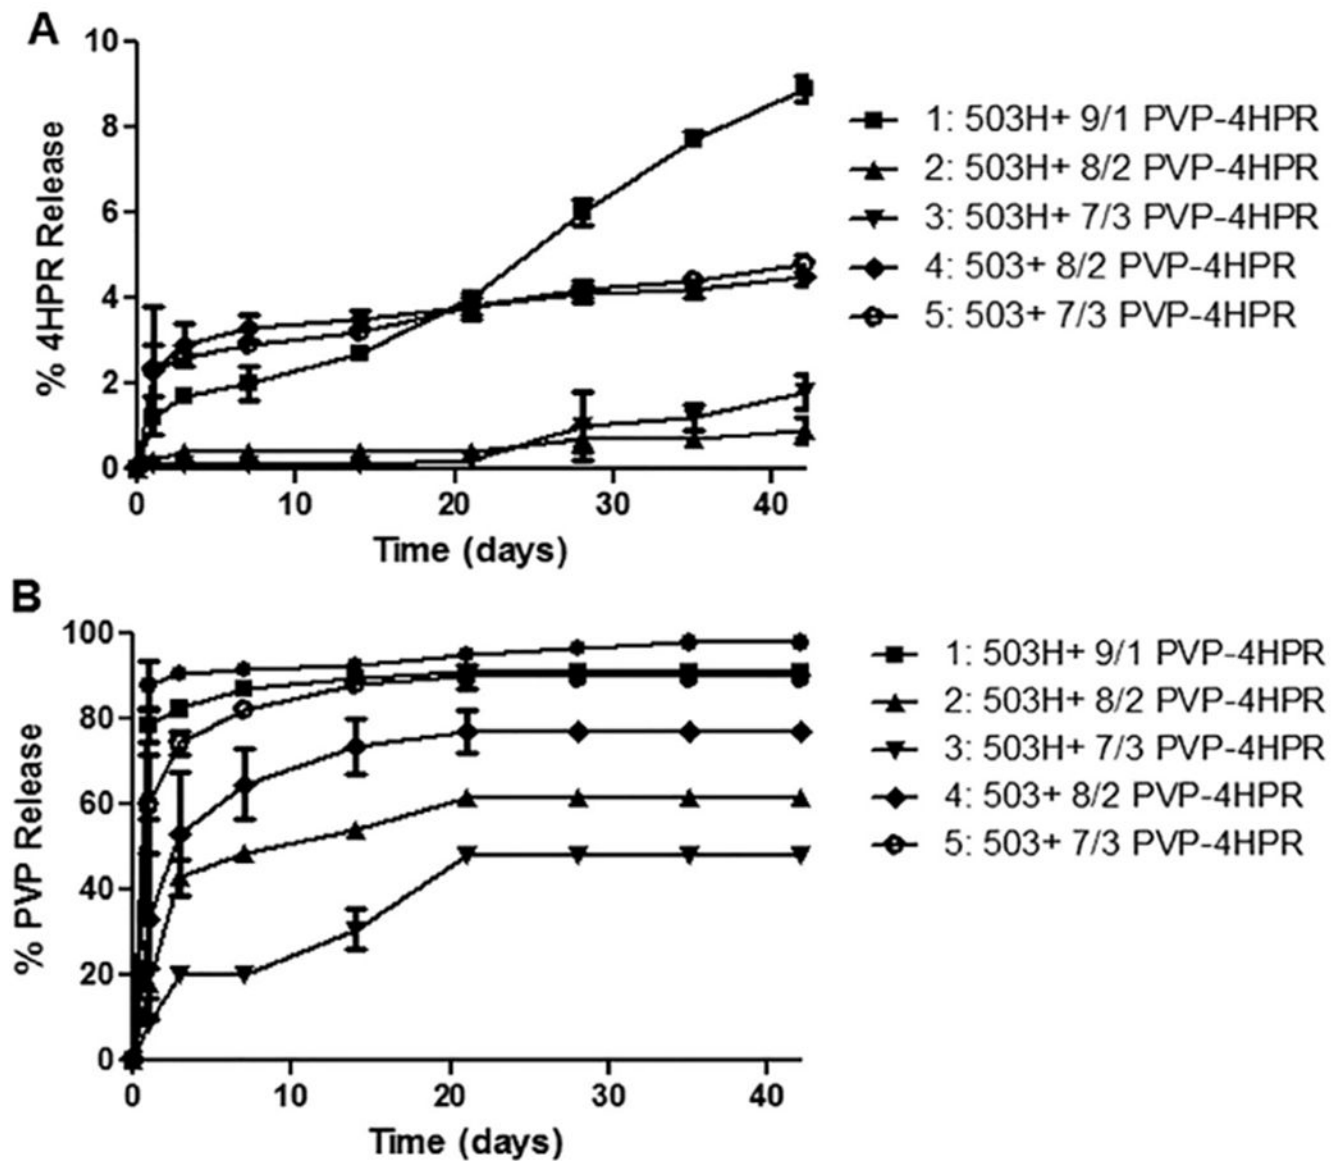 A
10
8
6
4
2
0
% 4HPR Release
0 10 20 30 40
Time (days)
1: 503H+ 9/1 PVP-4HPR
2: 503H+ 8/2 PVP-4HPR
3: 503H+ 7/3 PVP-4HPR
4: 503+ 8/2 PVP-4HPR
5: 503+ 7/3 PVP-4HPR
B
100
80
60
40
20
0
% PVP Release
0 10 20 30 40
Time (days)
1: 503H+ 9/1 PVP-4HPR
2: 503H+ 8/2 PVP-4HPR
3: 503H+ 7/3 PVP-4HPR
4: 503+ 8/2 PVP-4HPR
5: 503+ 7/3 PVP-4HPR